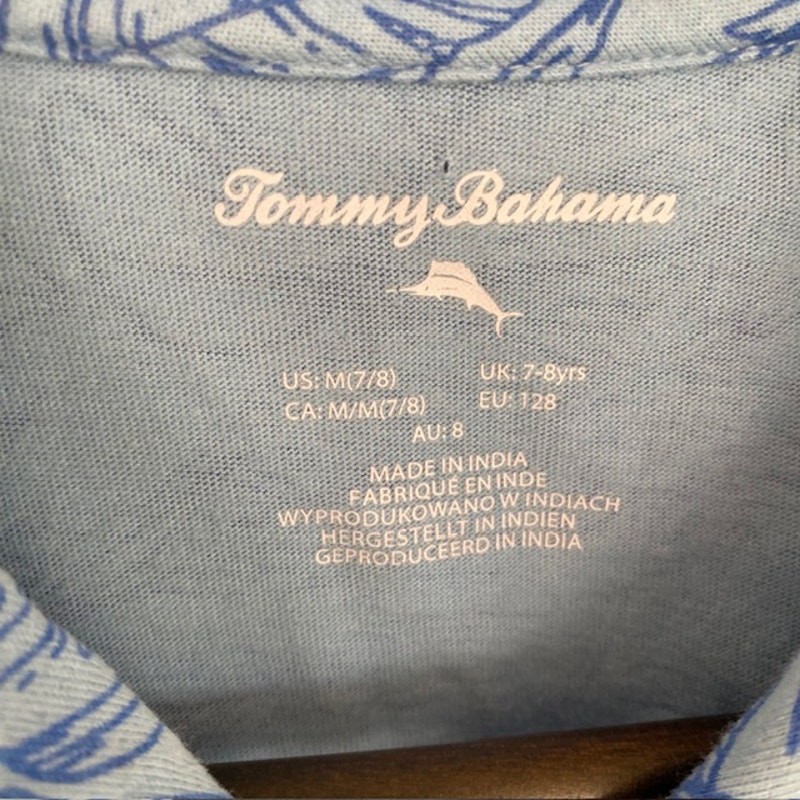 Tommy Bahama
US: M(7/8) UK: 7-8yrs
CA: M/M(7/8) EU: 128
AU: 8
MADE IN INDIA
FABRIQUÉ EN INDE
WYPRODUKOWANO W INDIACH
HERGESTELLT IN INDIEN
GEPRODUCEERD IN INDIA